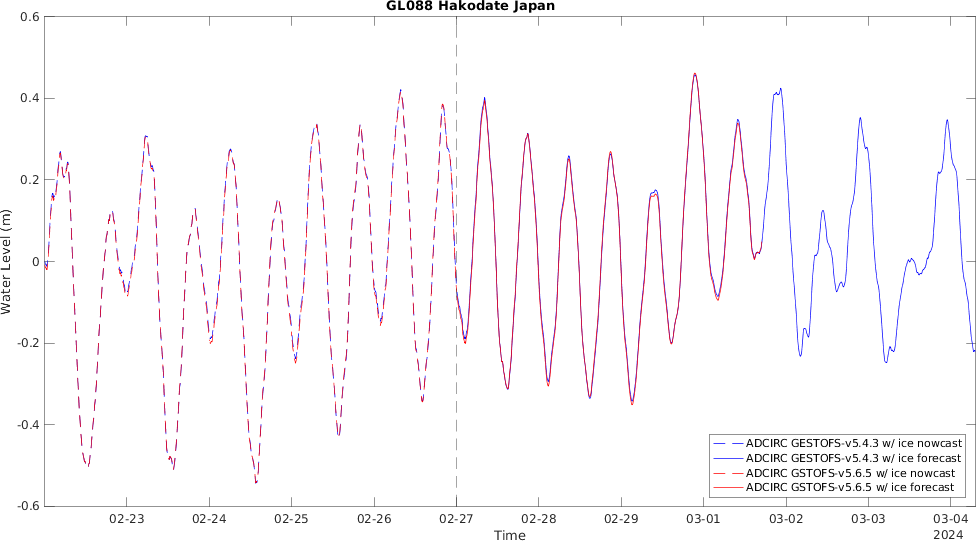 GL088 Hakodate Japan
0.6
0.4
0.2
0
-0.2
-0.4
-0.6
Water Level (m)
ADCIRC GESTOFS-v5.4.3 w/ ice nowcast
ADCIRC GESTOFS-v5.4.3 w/ ice forecast
ADCIRC GSTOFS-v5.6.5 w/ ice nowcast
ADCIRC GSTOFS-v5.6.5 w/ ice forecast
02-23 02-24 02-25 02-26 02-27 02-28 02-29 03-01 03-02 03-03 03-04
2024
Time